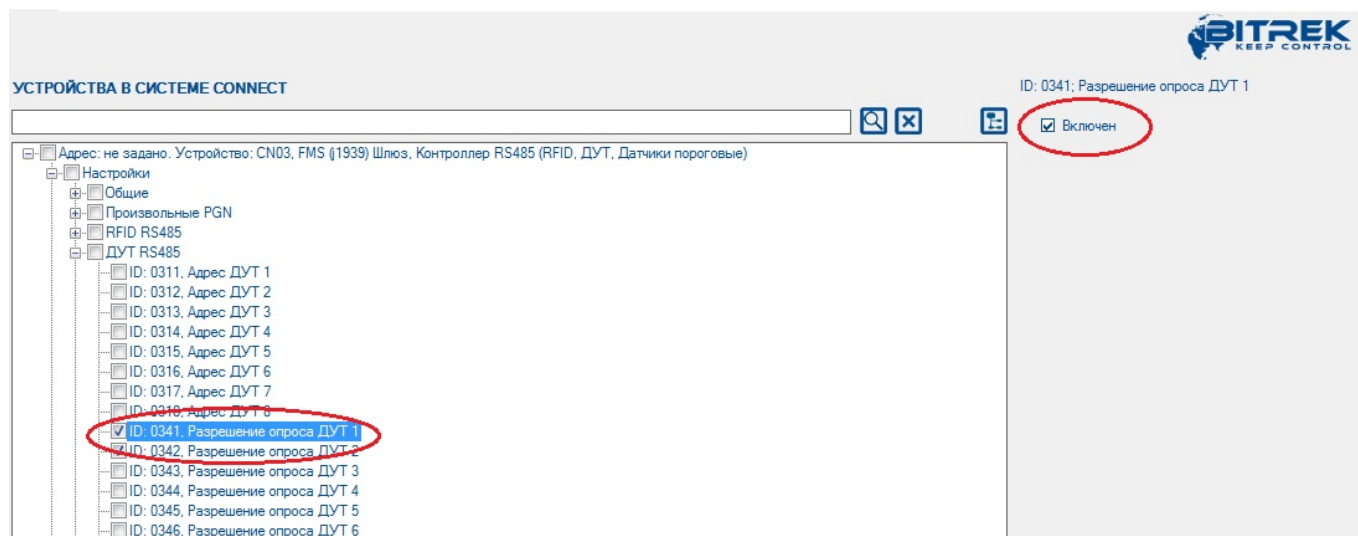 BITREK
KEEP CONTROL
УСТРОЙСТВА В СИСТЕМЕ CONNECT
ID: 0341; Разрешение опроса ДУТ 1
Включен
Адрес: не задано. Устройство: CN03, FMS (j1939) Шлюз, Контроллер RS485 (RFID, ДУТ, Датчики пороговые)
Настройки
Общие
Произвольные PGN
RFID RS485
ДУТ RS485
ID: 0311, Адрес ДУТ 1
ID: 0312, Адрес ДУТ 2
ID: 0313, Адрес ДУТ 3
ID: 0314, Адрес ДУТ 4
ID: 0315, Адрес ДУТ 5
ID: 0316, Адрес ДУТ 6
ID: 0317, Адрес ДУТ 7
ID: 0318, Адрес ДУТ 8
ID: 0341, Разрешение опроса ДУТ 1
ID: 0342, Разрешение опроса ДУТ 2
ID: 0343, Разрешение опроса ДУТ 3
ID: 0344, Разрешение опроса ДУТ 4
ID: 0345, Разрешение опроса ДУТ 5
ID: 0346, Разрешение опроса ДУТ 6